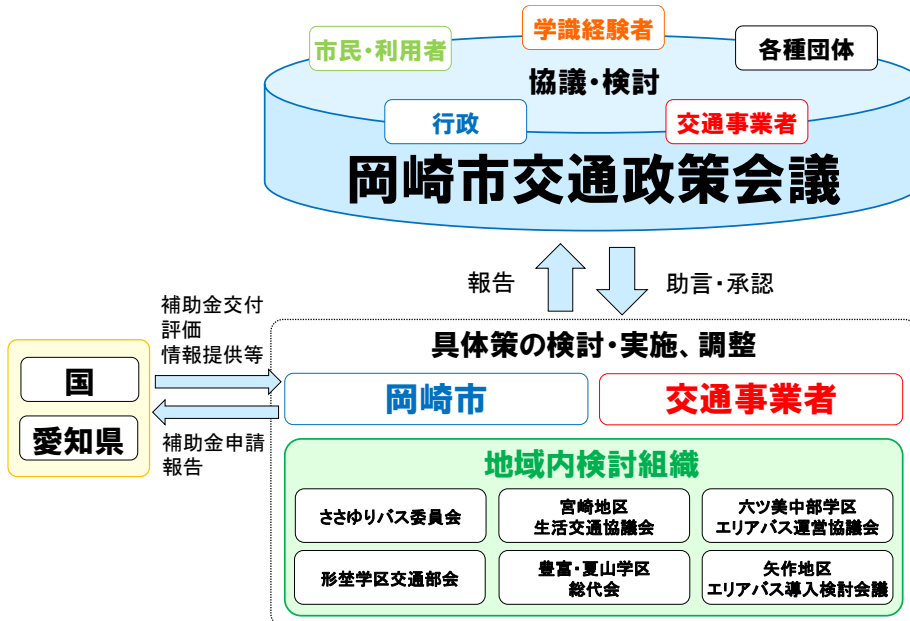 学識経験者
市民・利用者
各種団体
協議・検討
行政
交通事業者
岡崎市交通政策会議
報告
助言・承認
補助金交付
評価
情報提供等
国
愛知県
補助金申請
報告
具体策の検討・実施、調整
岡崎市
交通事業者
地域内検討組織
ささゆりバス委員会
宮崎地区
生活交通協議会
六ツ美中部学区
エリアバス運営協議会
形埜学区交通部会
豊富・夏山学区
総代会
矢作地区
エリアバス導入検討会議